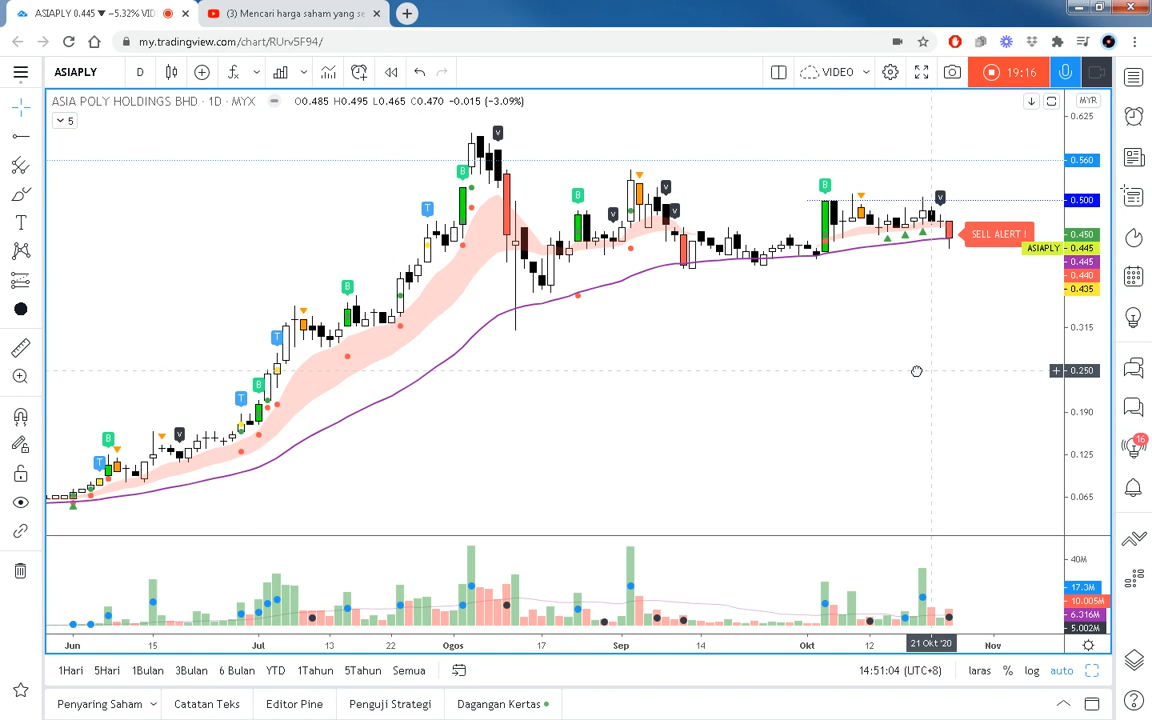 ASIAPLY 0.445 ▼ −5.32% VID
(3) Mencari harga saham yang se
my.tradingview.com/chart/RUrv5F94/
ASIAPLY D VIDEO 19:16
ASIA POLY HOLDINGS BHD · 1D · MYX O0.485 H0.495 L0.465 C0.470 −0.015 (−3.09%) MYR
5
0.625
0.560
0.500
0.450
ASIAPLY 0.445
0.445
0.440
0.435
0.315
0.250
0.190
0.125
0.065
SELL ALERT !
T B T B T B T B V B V V V B V
V
16
40M
17.3M
10.005M
6.316M
5.002M
Jun 15 Jul 13 22 Ogos 17 Sep 14 Okt 12 21 Okt '20 Nov
1Hari 5Hari 1Bulan 3Bulan 6 Bulan YTD 1Tahun 5Tahun Semua 14:51:04 (UTC+8) laras % log auto
Penyaring Saham Catatan Teks Editor Pine Penguji Strategi Dagangan Kertas